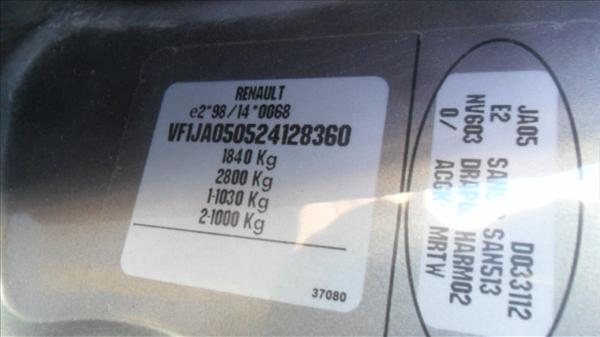 RENAULT
e2*98/14*0068
VF1JA050524128360
1840 Kg
2800 Kg
1-1030 Kg
2-1000 Kg
37080
JA05 D033112
E2 SAN513
NV603 HARM02
0/ MRTW